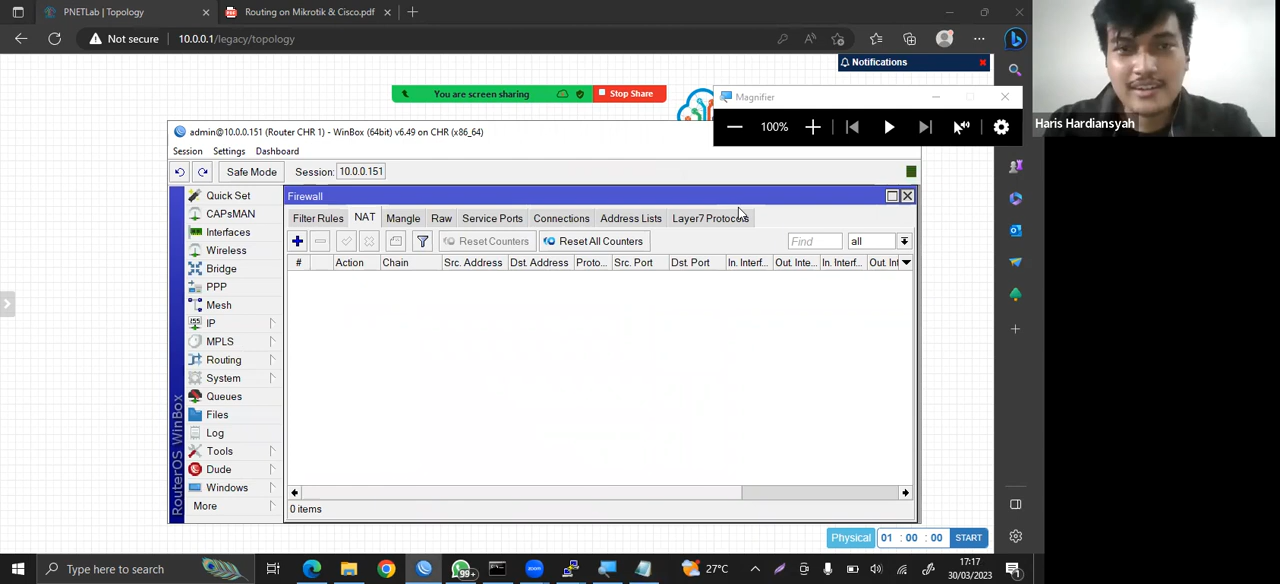 PNETLab | Topology
Routing on Mikrotik & Cisco.pdf
Not secure
10.0.0.1/legacy/topology
Notifications
You are screen sharing
Stop Share
Magnifier
100%
Haris Hardiansyah
admin@10.0.0.151 (Router CHR 1) - WinBox (64bit) v6.49 on CHR (x86_64)
Session Settings Dashboard
Safe Mode Session: 10.0.0.151
Quick Set
CAPsMAN
Interfaces
Wireless
Bridge
PPP
Mesh
IP
MPLS
Routing
System
Queues
Files
Log
Tools
Dude
Windows
More
RouterOS WinBox
Firewall
Filter Rules NAT Mangle Raw Service Ports Connections Address Lists Layer7 Protocols
Reset Counters Reset All Counters Find all
# Action Chain Src. Address Dst. Address Proto... Src. Port Dst. Port In. Interf... Out. Inte... In. Interf... Out. Int
0 items
Physical 01 : 00 : 00 START
Type here to search
99+
zoom
27°C
17:17
30/03/2023
1